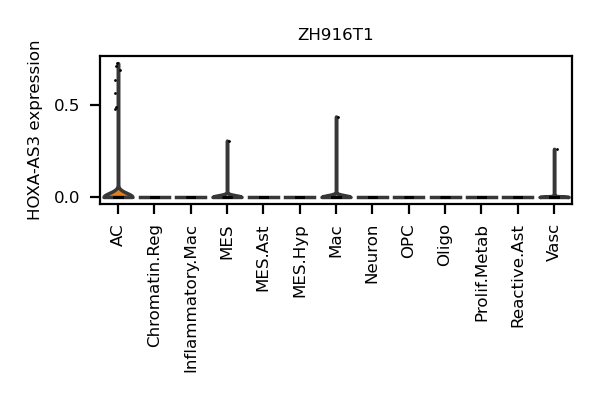 ZH916T1
HOXA-AS3 expression
0.5
0.0
AC
Chromatin.Reg
Inflammatory.Mac
MES
MES.Ast
MES.Hyp
Mac
Neuron
OPC
Oligo
Prolif.Metab
Reactive.Ast
Vasc